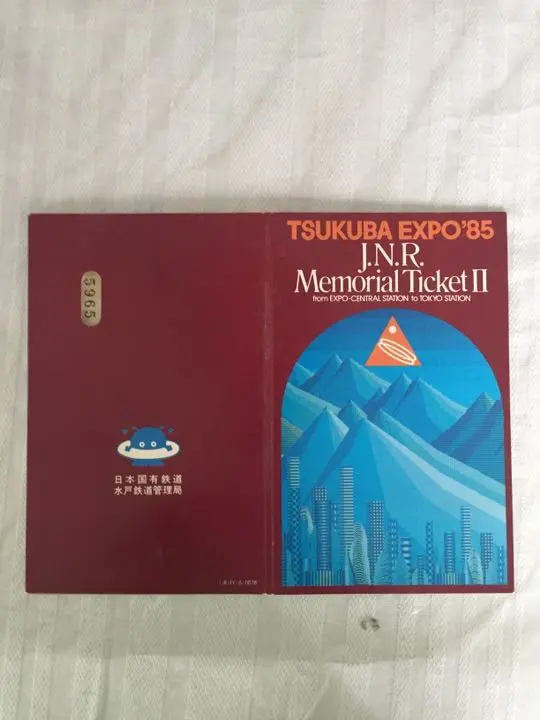 TSUKUBA EXPO'85
J.N.R.
Memorial Ticket II
from EXPO-CENTRAL STATION to TOKYO STATION
5965
日本国有鉄道
水戸鉄道管理局